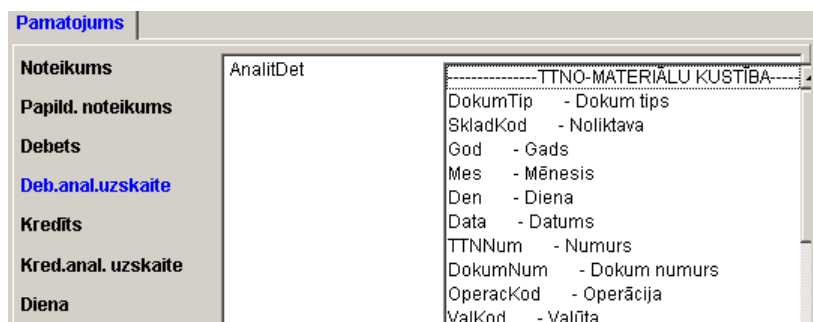 Pamatojums
Noteikums
Papild. noteikums
Debets
Deb.anal.uzskaite
Kredīts
Kred.anal. uzskaite
Diena
AnalitDet
---------------TTNO-MATERIĀLU KUSTĪBA-----
DokumTip - Dokum tips
SkladKod - Noliktava
God - Gads
Mes - Mēnesis
Den - Diena
Data - Datums
TTNNum - Numurs
DokumNum - Dokum numurs
OperacKod - Operācija
ValKod - Valūta